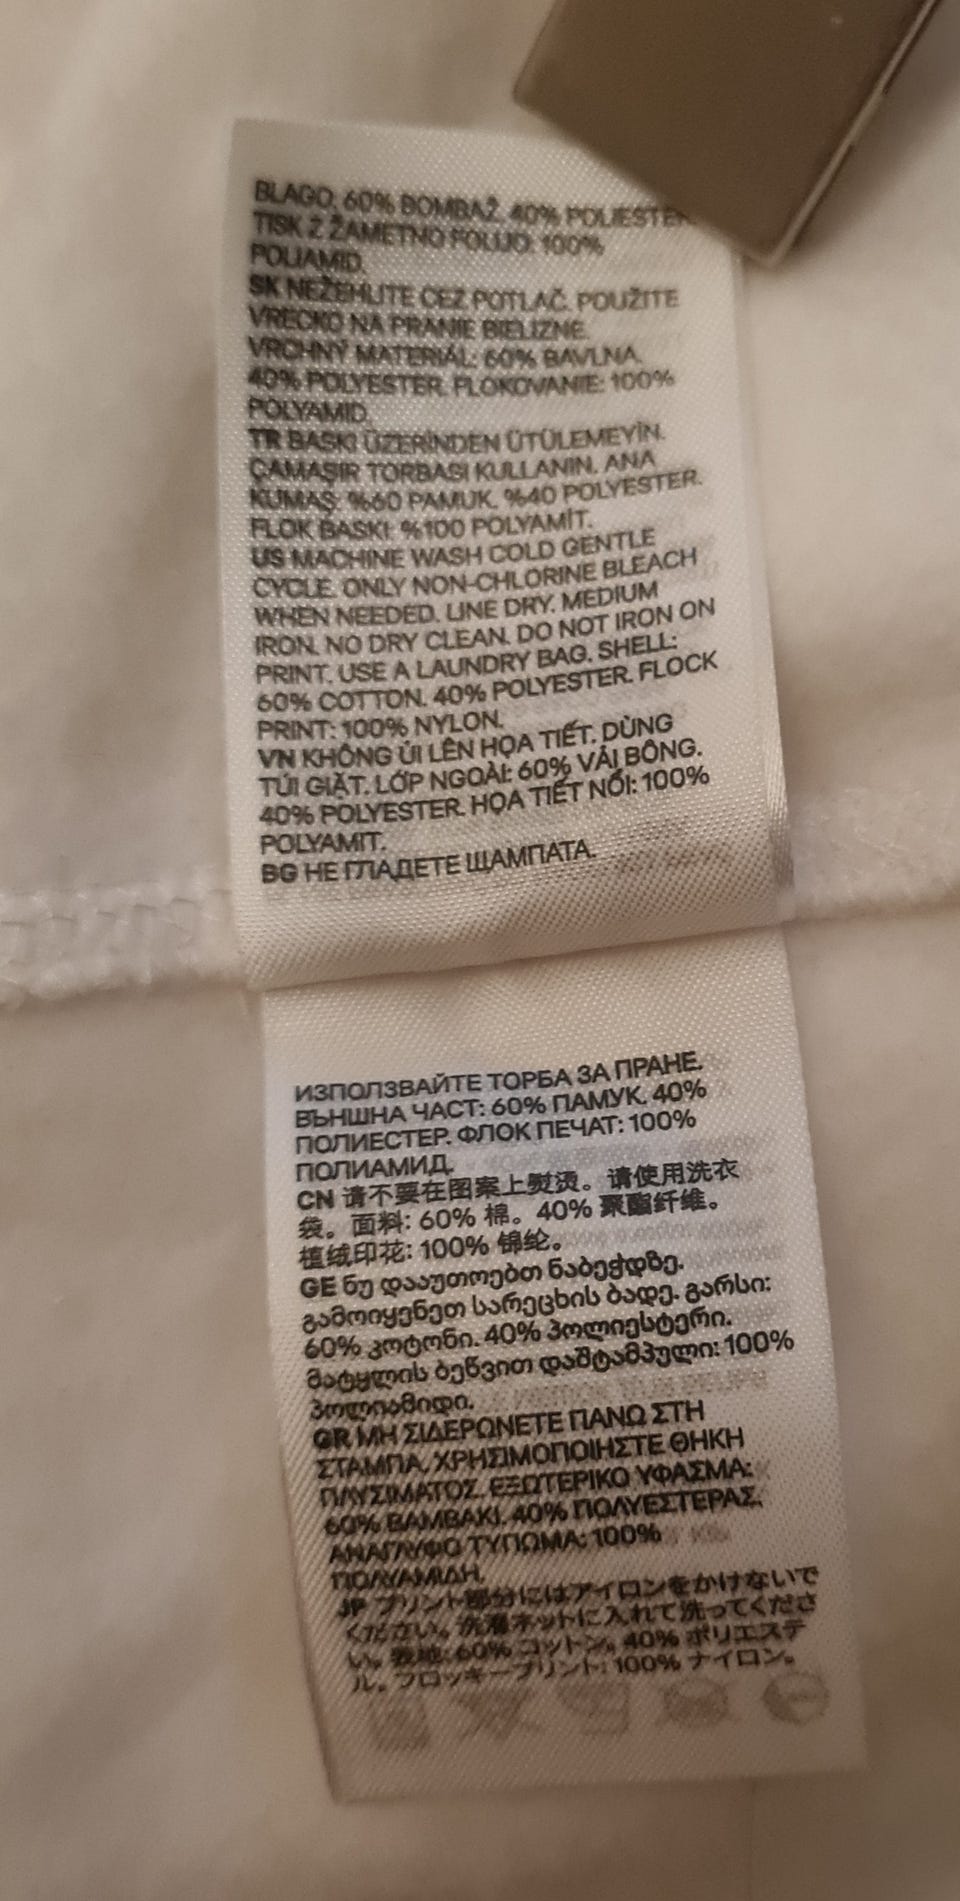 BLAGO: 60% BOMBAŽ. 40% POLIESTER
TISK Z ŽAMETNO FOLIJO: 100%
POLIAMID.
SK NEŽEHLITE CEZ POTLAČ. POUŽITE
VRECKO NA PRANIE BIELIZNE.
VRCHNÝ MATERIÁL: 60% BAVLNA.
40% POLYESTER. FLOKOVANIE: 100%
POLYAMID.
TR BASKI ÜZERİNDEN ÜTÜLEMEYİN.
ÇAMAŞIR TORBASI KULLANIN. ANA
KUMAŞ: %60 PAMUK. %40 POLYESTER.
FLOK BASKI: %100 POLYAMİT.
US MACHINE WASH COLD GENTLE
CYCLE. ONLY NON-CHLORINE BLEACH
WHEN NEEDED. LINE DRY. MEDIUM
IRON. NO DRY CLEAN. DO NOT IRON ON
PRINT. USE A LAUNDRY BAG. SHELL:
60% COTTON. 40% POLYESTER. FLOCK
PRINT: 100% NYLON.
VN KHÔNG ỦI LÊN HỌA TIẾT. DÙNG
TÚI GIẶT. LỚP NGOÀI: 60% VẢI BÔNG.
40% POLYESTER. HỌA TIẾT NỔI: 100%
POLYAMIT.
BG НЕ ГЛАДЕТЕ ЩАМПАТА.
ИЗПОЛЗВАЙТЕ ТОРБА ЗА ПРАНЕ.
ВЪНШНА ЧАСТ: 60% ПАМУК. 40%
ПОЛИЕСТЕР. ФЛОК ПЕЧАТ: 100%
ПОЛИАМИД.
CN 请不要在图案上熨烫。请使用洗衣
袋。面料: 60% 棉。40% 聚酯纤维。
植绒印花: 100% 锦纶。
GE ნუ დააუთოებთ ნაბეჭდზე.
გამოიყენეთ სარეცხის ბადე. გარსი:
60% კოტონი. 40% პოლიესტერი.
მატყლის ბეწვით დაშტამპული: 100%
პოლიამიდი.
GR ΜΗ ΣΙΔΕΡΩΝΕΤΕ ΠΑΝΩ ΣΤΗ
ΣΤΑΜΠΑ. ΧΡΗΣΙΜΟΠΟΙΗΣΤΕ ΘΗΚΗ
ΠΛΥΣΙΜΑΤΟΣ. ΕΞΩΤΕΡΙΚΟ ΥΦΑΣΜΑ:
60% ΒΑΜΒΑΚΙ. 40% ΠΟΛΥΕΣΤΕΡΑΣ.
ΑΝΑΓΛΥΦΟ ΤΥΠΩΜΑ: 100%
ΠΟΛΥΑΜΙΔΗ.
JP プリント部分にはアイロンをかけないで
ください。洗濯ネットに入れて洗ってくださ
い。表地: 60% コットン。40% ポリエステ
ル。フロッキープリント: 100% ナイロン。